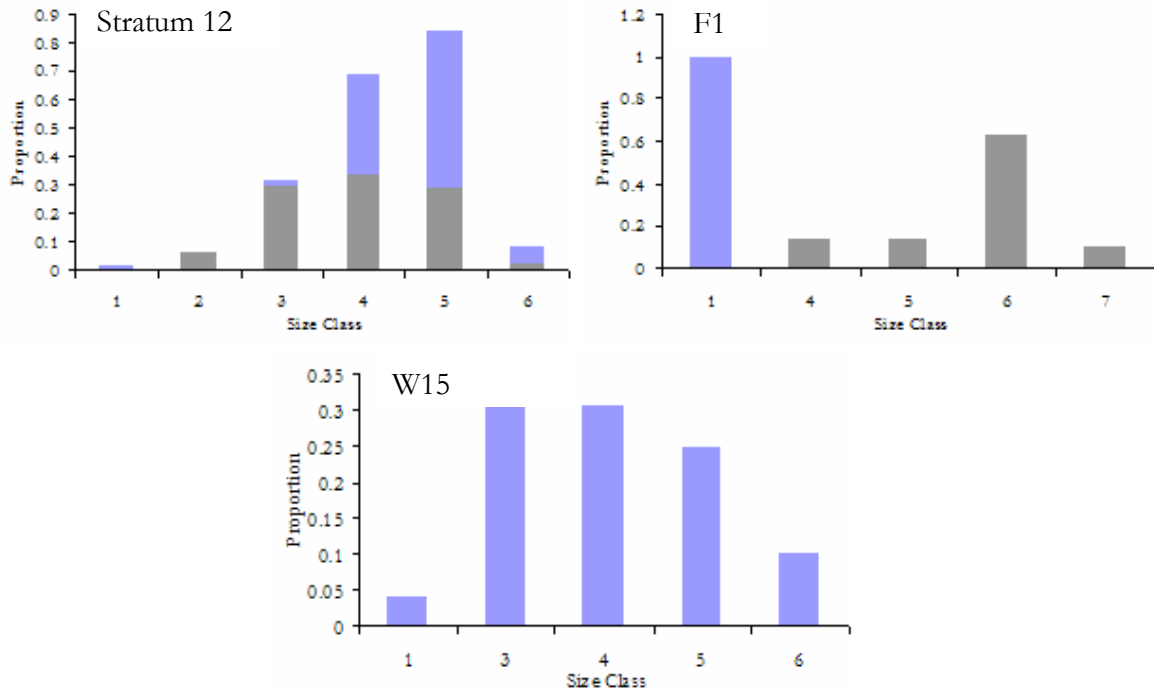 Stratum 12
Proportion
0.9
0.8
0.7
0.6
0.5
0.4
0.3
0.2
0.1
0
1 2 3 4 5 6
Size Class
F1
Proportion
1.2
1
0.8
0.6
0.4
0.2
0
1 4 5 6 7
Size Class
W15
Proportion
0.35
0.3
0.25
0.2
0.15
0.1
0.05
0
1 3 4 5 6
Size Class